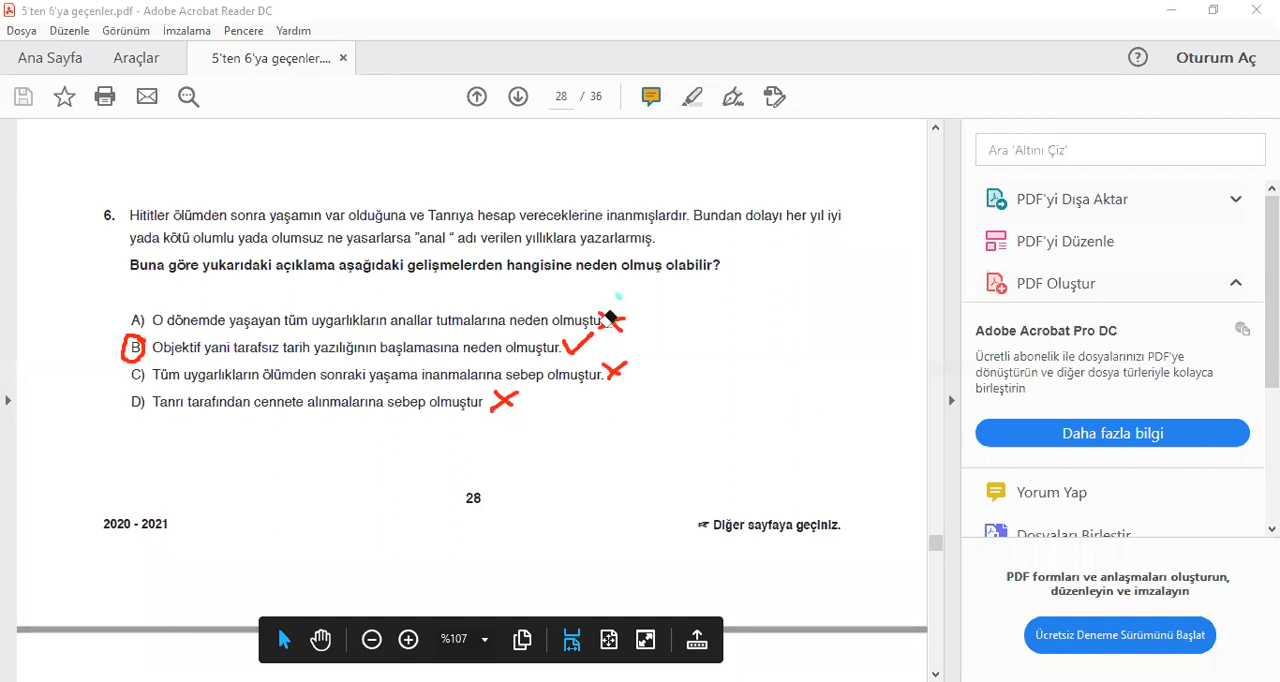 5'ten 6'ya geçenler.pdf - Adobe Acrobat Reader DC
Dosya Düzenle Görünüm İmzalama Pencere Yardım
Ana Sayfa Araçlar 5'ten 6'ya geçenler.... × Oturum Aç
28 / 36
Ara 'Altını Çiz'
PDF'yi Dışa Aktar
PDF'yi Düzenle
PDF Oluştur
Adobe Acrobat Pro DC
Ücretli abonelik ile dosyalarınızı PDF'ye
dönüştürün ve diğer dosya türleriyle kolayca
birleştirin
Daha fazla bilgi
Yorum Yap
Dosyaları Birleştir
PDF formları ve anlaşmaları oluşturun,
düzenleyin ve imzalayın
Ücretsiz Deneme Sürümünü Başlat
6. Hititler ölümden sonra yaşamın var olduğuna ve Tanrıya hesap vereceklerine inanmışlardır. Bundan dolayı her yıl iyi
yada kötü olumlu yada olumsuz ne yasarlarsa ”anal “ adı verilen yıllıklara yazarlarmış.
Buna göre yukarıdaki açıklama aşağıdaki gelişmelerden hangisine neden olmuş olabilir?
A) O dönemde yaşayan tüm uygarlıkların anallar tutmalarına neden olmuştu
B) Objektif yani tarafsız tarih yazılığının başlamasına neden olmuştur.
C) Tüm uygarlıkların ölümden sonraki yaşama inanmalarına sebep olmuştur.
D) Tanrı tarafından cennete alınmalarına sebep olmuştur
28
2020 - 2021 ☞ Diğer sayfaya geçiniz.
%107